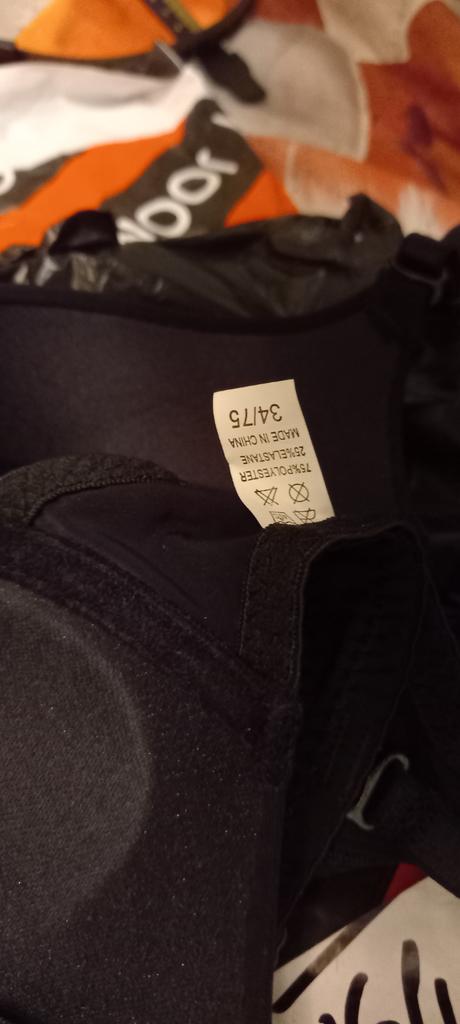 34/75
MADE IN CHINA
25%ELASTANE
75%POLYESTER